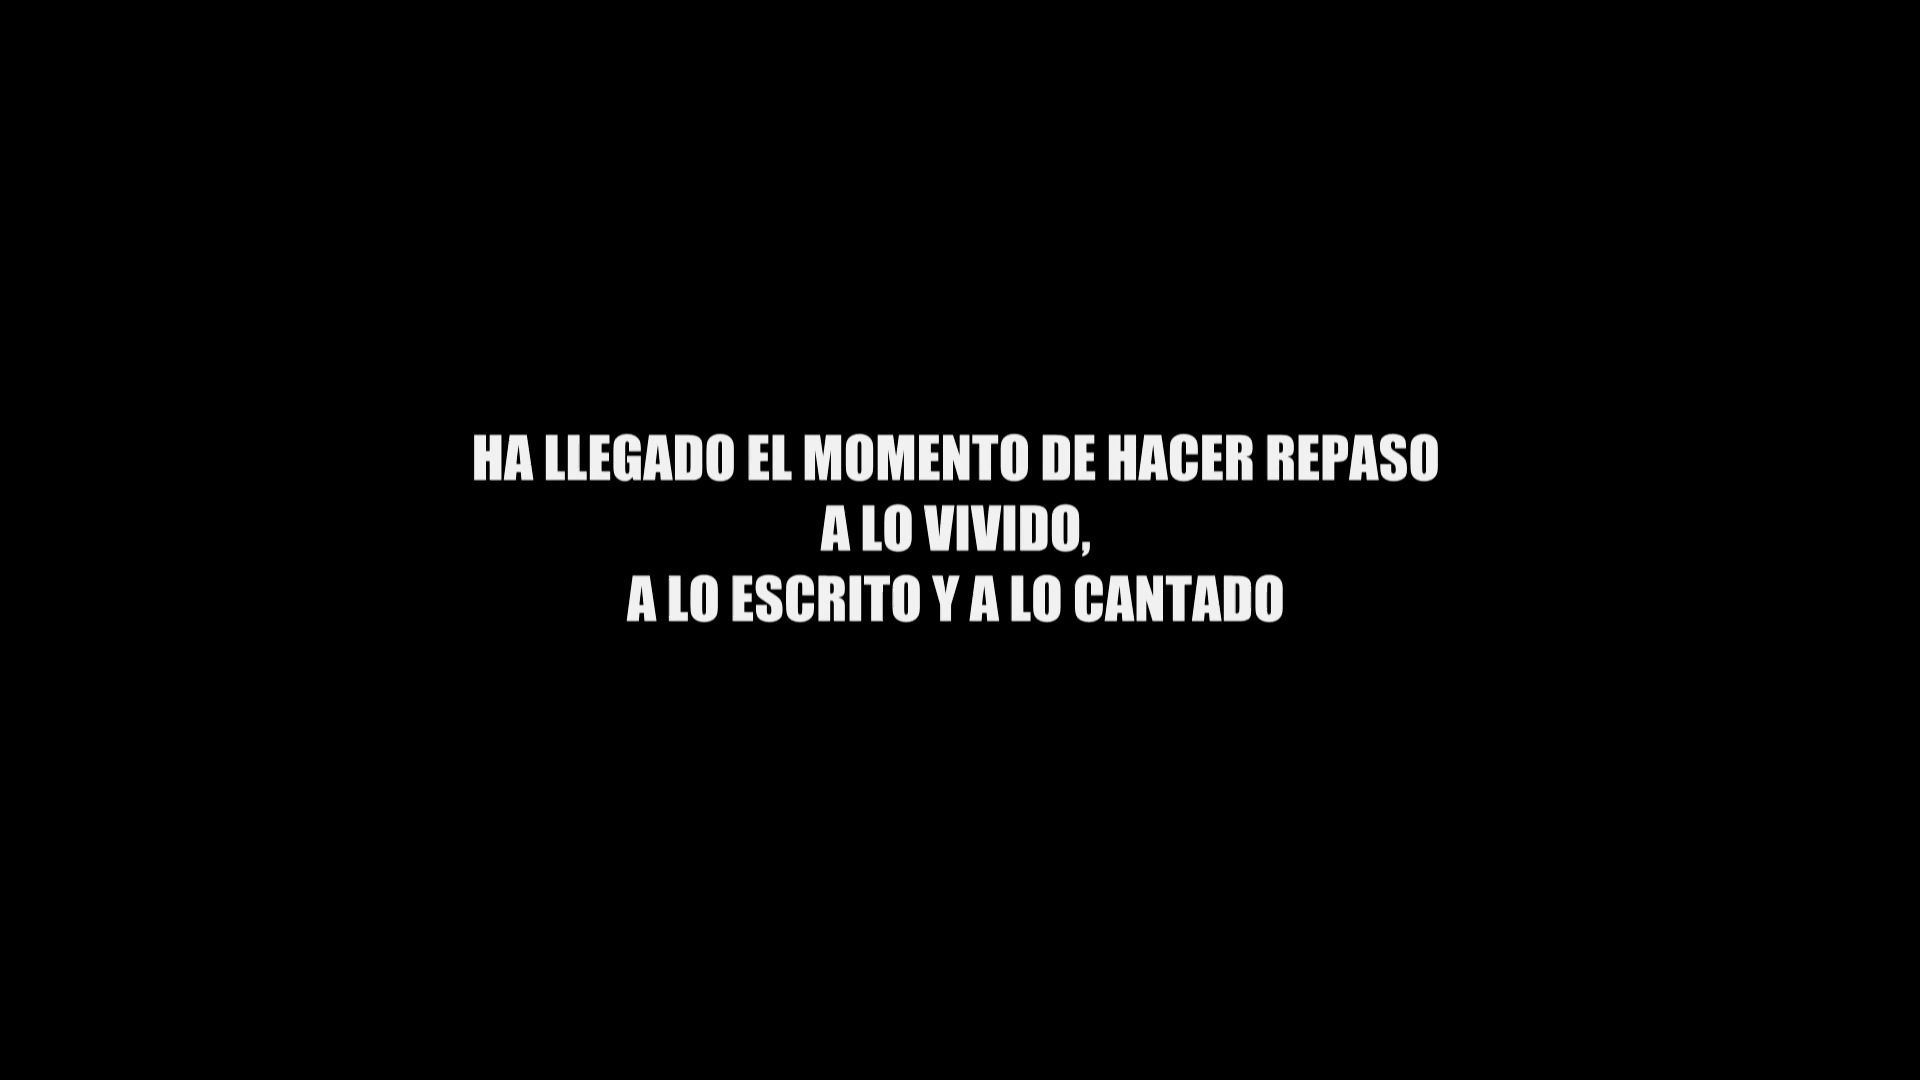 HA LLEGADO EL MOMENTO DE HACER REPASO
A LO VIVIDO,
A LO ESCRITO Y A LO CANTADO